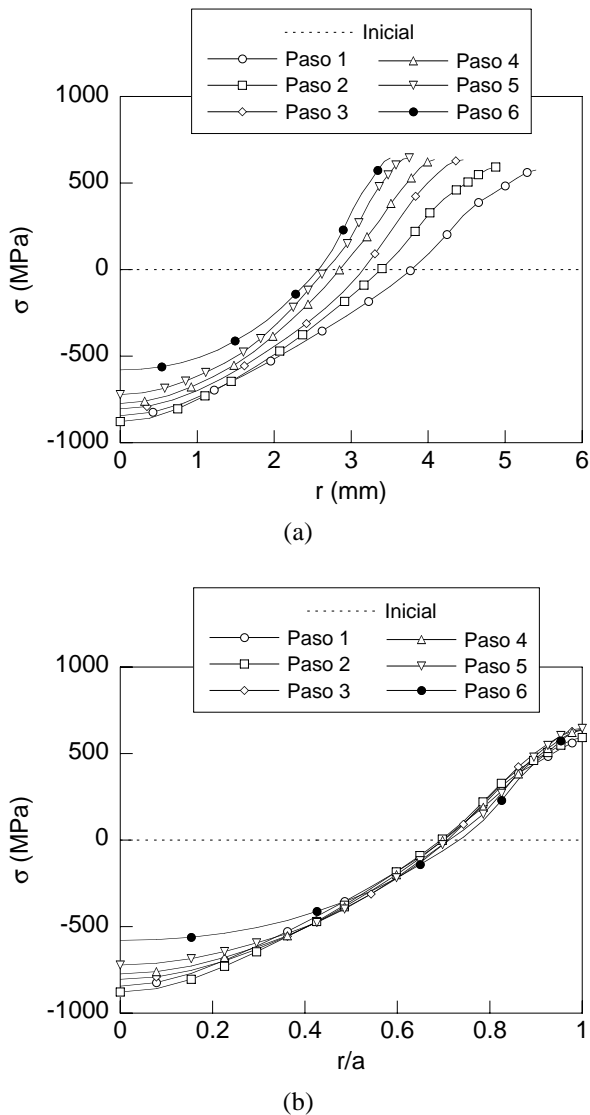 Inicial
Paso 1 Paso 4
Paso 2 Paso 5
Paso 3 Paso 6
1000
500
0
-500
-1000
σ (MPa)
0 1 2 3 4 5 6
r (mm)
(a)
Inicial
Paso 1 Paso 4
Paso 2 Paso 5
Paso 3 Paso 6
1000
500
0
-500
-1000
σ (MPa)
0 0.2 0.4 0.6 0.8 1
r/a
(b)